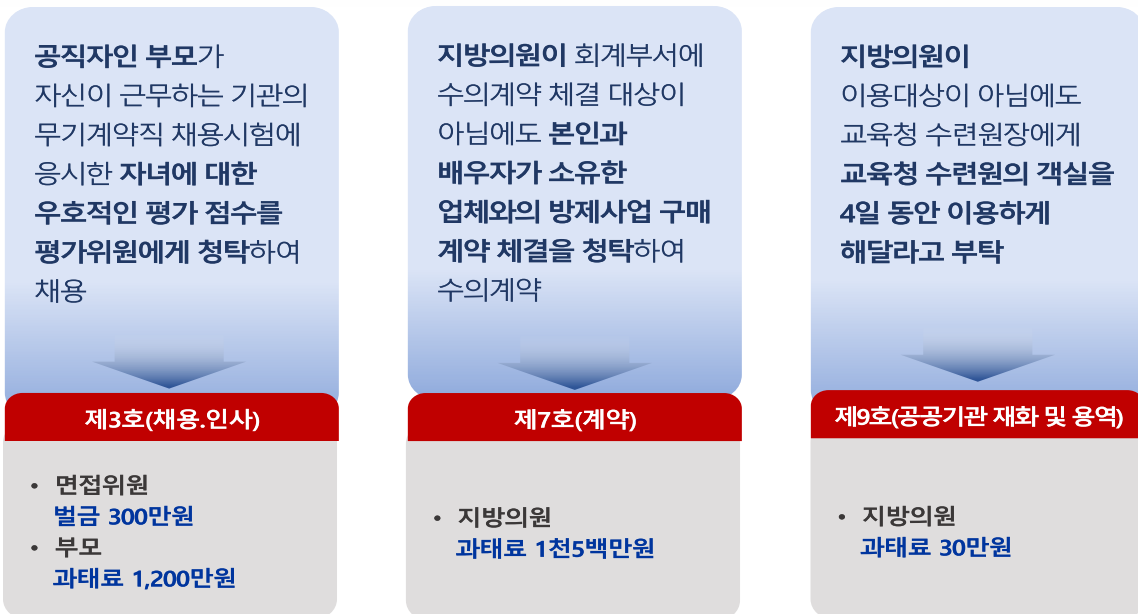 공직자인 부모가
자신이 근무하는 기관의
무기계약직 채용시험에
응시한 자녀에 대한
우호적인 평가 점수를
평가위원에게 청탁하여
채용
제3호(채용.인사)
• 면접위원
벌금 300만원
• 부모
과태료 1,200만원
지방의원이 회계부서에
수의계약 체결 대상이
아님에도 본인과
배우자가 소유한
업체와의 방제사업 구매
계약 체결을 청탁하여
수의계약
제7호(계약)
• 지방의원
과태료 1천5백만원
지방의원이
이용대상이 아님에도
교육청 수련원장에게
교육청 수련원의 객실을
4일 동안 이용하게
해달라고 부탁
제9호(공공기관 재화 및 용역)
• 지방의원
과태료 30만원